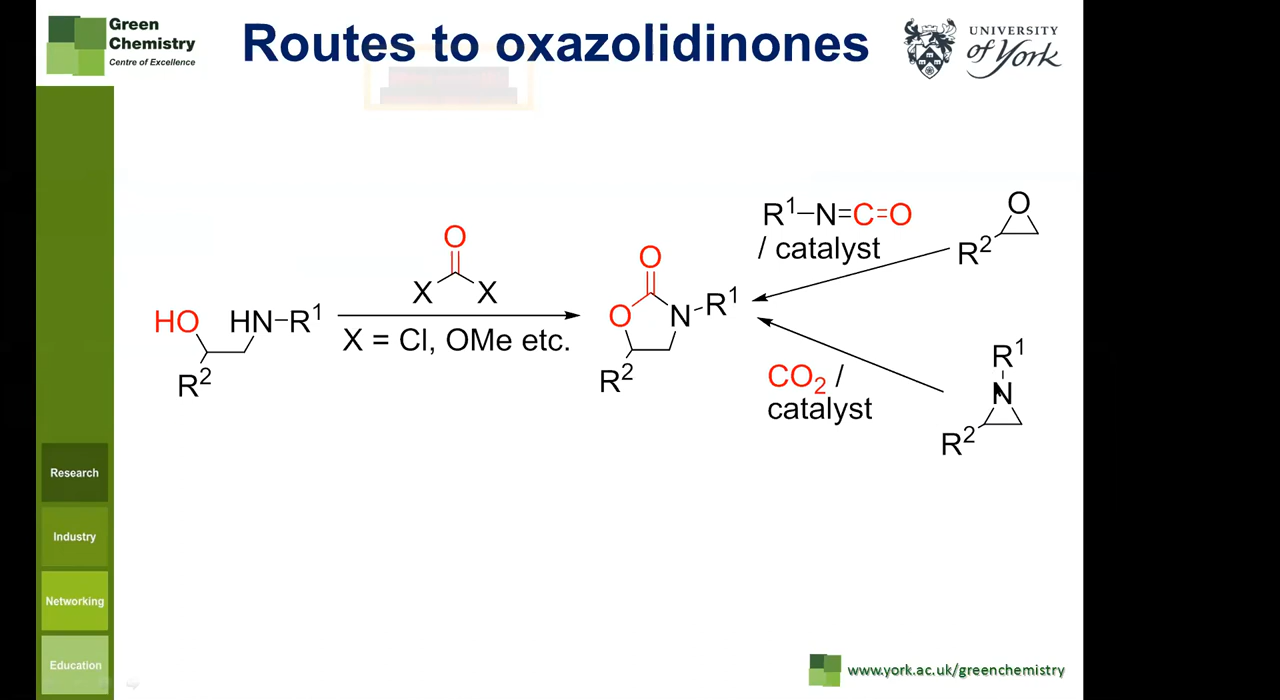 Green
Chemistry
Centre of Excellence
Routes to oxazolidinones
UNIVERSITY
of York
HO HN–R¹
R²
O
X X
X = Cl, OMe etc.
O
O N–R¹
R²
R¹–N=C=O
/ catalyst
O
R²
CO₂ /
catalyst
R¹
N
R²
Research
Industry
Networking
Education
www.york.ac.uk/greenchemistry